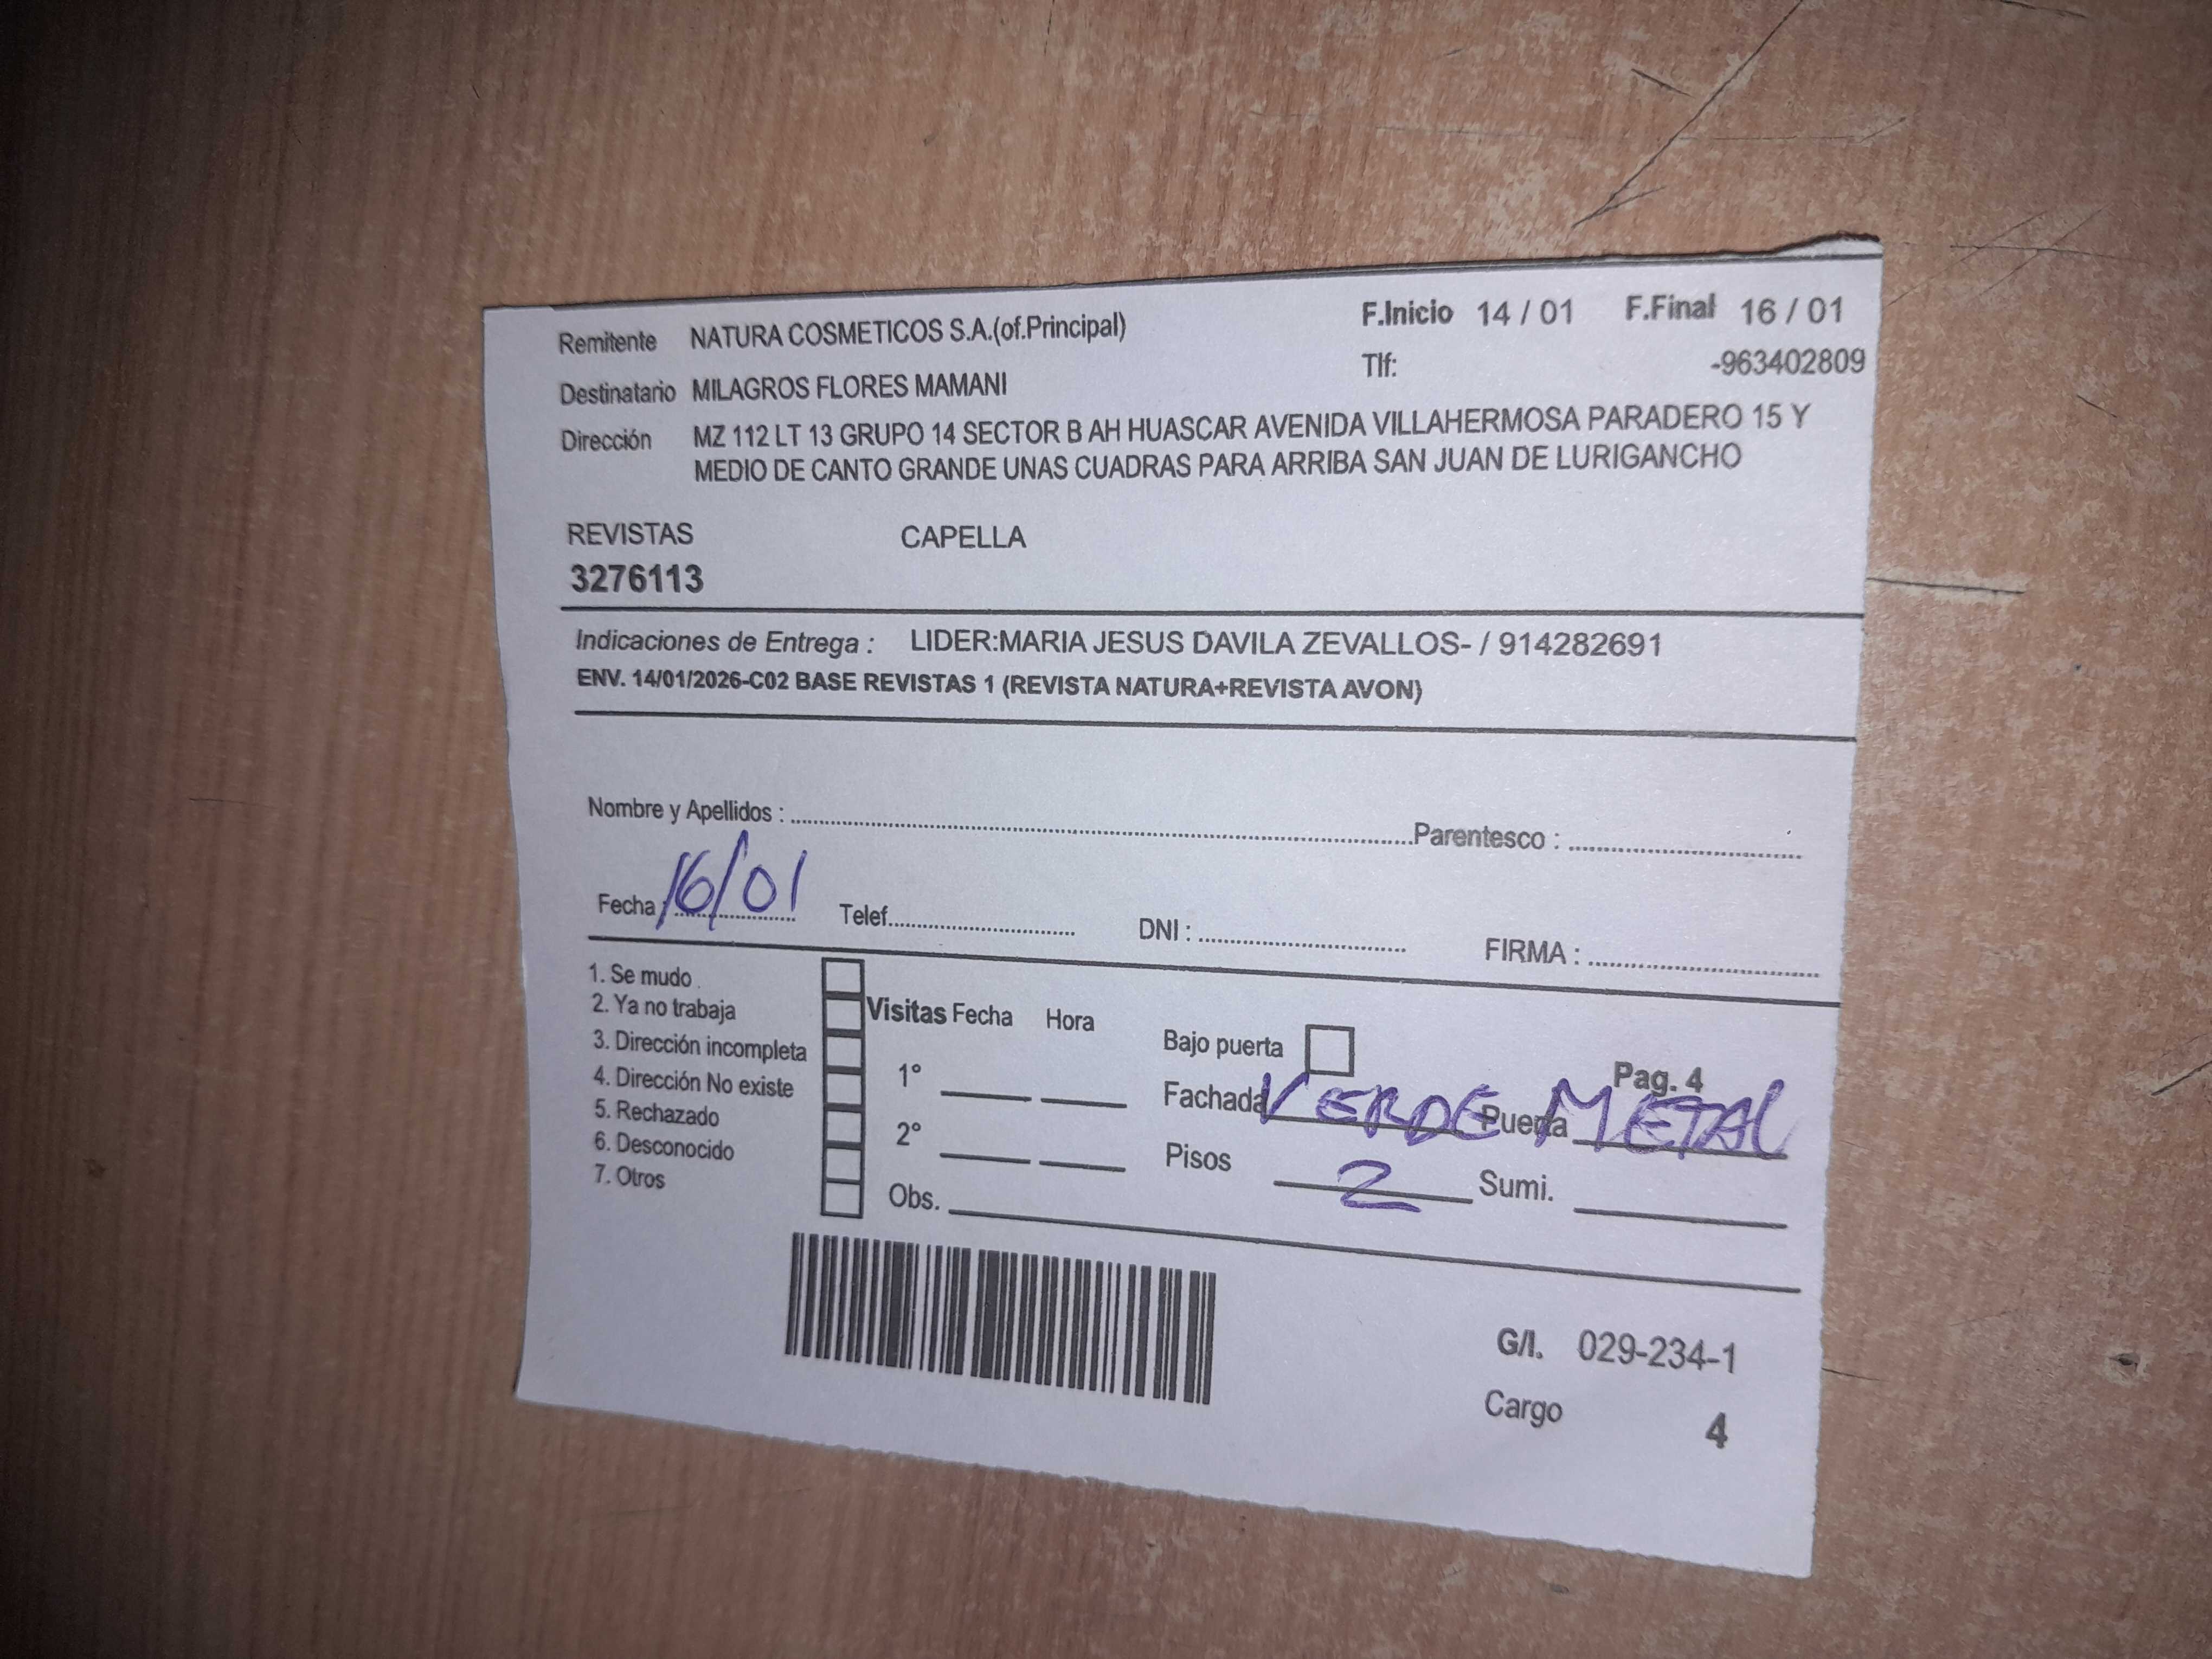 Remitente NATURA COSMETICOS S.A.(of.Principal) F.Inicio 14 / 01 F.Final 16 / 01
Tlf: -963402809
Destinatario MILAGROS FLORES MAMANI
Dirección MZ 112 LT 13 GRUPO 14 SECTOR B AH HUASCAR AVENIDA VILLAHERMOSA PARADERO 15 Y
MEDIO DE CANTO GRANDE UNAS CUADRAS PARA ARRIBA SAN JUAN DE LURIGANCHO
REVISTAS CAPELLA
3276113
Indicaciones de Entrega : LIDER:MARIA JESUS DAVILA ZEVALLOS- / 914282691
ENV. 14/01/2026-C02 BASE REVISTAS 1 (REVISTA NATURA+REVISTA AVON)
Nombre y Apellidos : Parentesco :
Fecha : 16/01 Telef. DNI : FIRMA :
1. Se mudo
2. Ya no trabaja
3. Dirección incompleta
4. Dirección No existe
5. Rechazado
6. Desconocido
7. Otros
Visitas Fecha Hora
1°
2°
Obs.
Bajo puerta
Pag. 4
Fachada VERDE Puerta METAL
Pisos 2 Sumi.
G/I. 029-234-1
Cargo 4